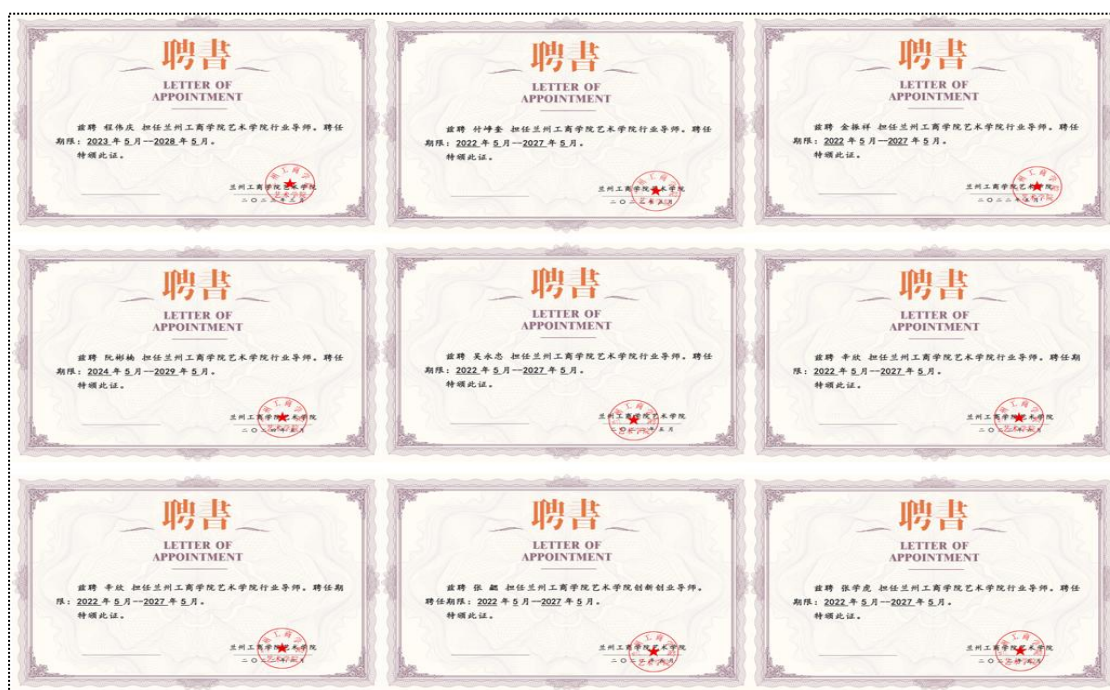 聘書
LETTER OF
APPOINTMENT
兹聘 程伟庆 担任兰州工商学院艺术学院行业导师。聘任
期限：2023 年 5 月--2028 年 5 月。
特颁此证。
兰州工商学院艺术学院
聘書
LETTER OF
APPOINTMENT
兹聘 付峥奎 担任兰州工商学院艺术学院行业导师。聘任
期限：2022 年 5 月--2027 年 5 月。
特颁此证。
兰州工商学院艺术学院
聘書
LETTER OF
APPOINTMENT
兹聘 金振祥 担任兰州工商学院艺术学院行业导师。聘任
期限：2022 年 5 月--2027 年 5 月。
特颁此证。
兰州工商学院艺术学院
聘書
LETTER OF
APPOINTMENT
兹聘 阮彬楠 担任兰州工商学院艺术学院行业导师。聘任
期限：2024 年 5 月--2029 年 5 月。
特颁此证。
兰州工商学院艺术学院
聘書
LETTER OF
APPOINTMENT
兹聘 吴永忠 担任兰州工商学院艺术学院行业导师。聘任
期限：2022 年 5 月--2027 年 5 月。
特颁此证。
兰州工商学院艺术学院
聘書
LETTER OF
APPOINTMENT
兹聘 辛欣 担任兰州工商学院艺术学院行业导师。聘任期
限：2022 年 5 月--2027 年 5 月。
特颁此证。
兰州工商学院艺术学院
聘書
LETTER OF
APPOINTMENT
兹聘 辛欣 担任兰州工商学院艺术学院行业导师。聘任期
限：2022 年 5 月--2027 年 5 月。
特颁此证。
兰州工商学院艺术学院
聘書
LETTER OF
APPOINTMENT
兹聘 张 担任兰州工商学院艺术学院创新创业导师。
聘任期限：2022 年 5 月--2027 年 5 月。
特颁此证。
兰州工商学院艺术学院
聘書
LETTER OF
APPOINTMENT
兹聘 张学虎 担任兰州工商学院艺术学院行业导师。聘任
期限：2022 年 5 月--2027 年 5 月。
特颁此证。
兰州工商学院艺术学院